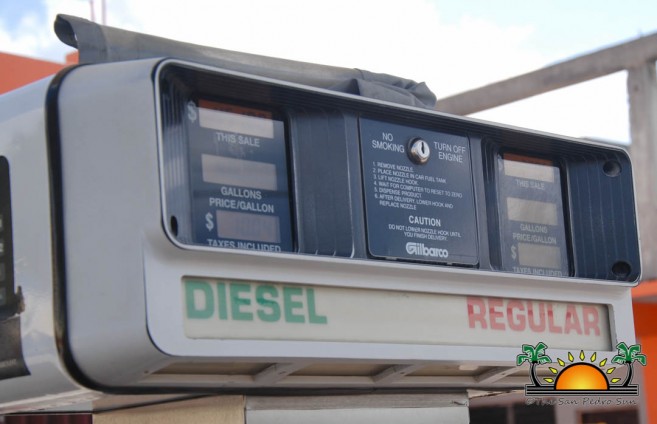 $
THIS SALE
GALLONS
PRICE/GALLON
$
TAXES INCLUDED
NO SMOKING
TURN OFF ENGINE
1. REMOVE NOZZLE.
2. PLACE NOZZLE IN CAR FUEL TANK
3. LIFT NOZZLE HOOK.
4. WAIT FOR COMPUTER TO RESET TO ZERO
5. DISPENSE PRODUCT.
6. AFTER DELIVERY, LOWER HOOK AND
REPLACE NOZZLE
CAUTION
DO NOT LOWER NOZZLE HOOK UNTIL
YOU FINISH DELIVERY
Gilbarco
$
THIS SALE
GALLONS
PRICE/GALLON
$
TAXES INCLUDED
DIESEL
REGULAR
The San Pedro Sun